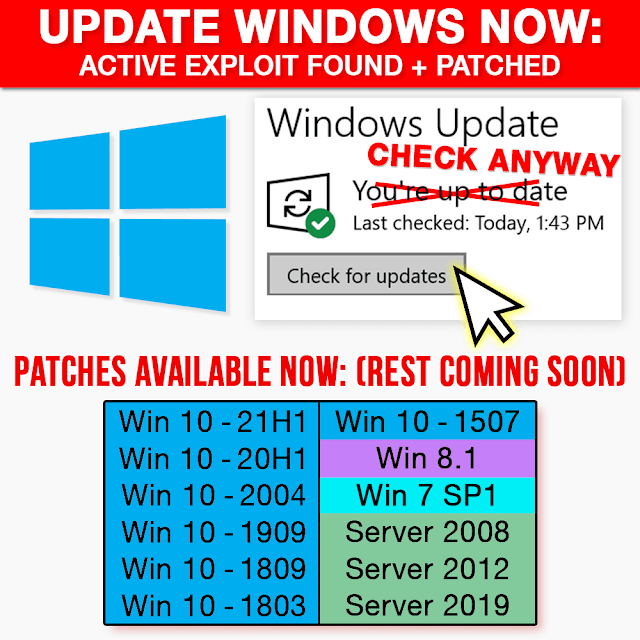 UPDATE WINDOWS NOW:
ACTIVE EXPLOIT FOUND + PATCHED
Windows Update
CHECK ANYWAY
You're up to date
Last checked: Today, 1:43 PM
Check for updates
PATCHES AVAILABLE NOW: (REST COMING SOON)
Win 10 - 21H1 Win 10 - 1507
Win 10 - 20H1 Win 8.1
Win 10 - 2004 Win 7 SP1
Win 10 - 1909 Server 2008
Win 10 - 1809 Server 2012
Win 10 - 1803 Server 2019